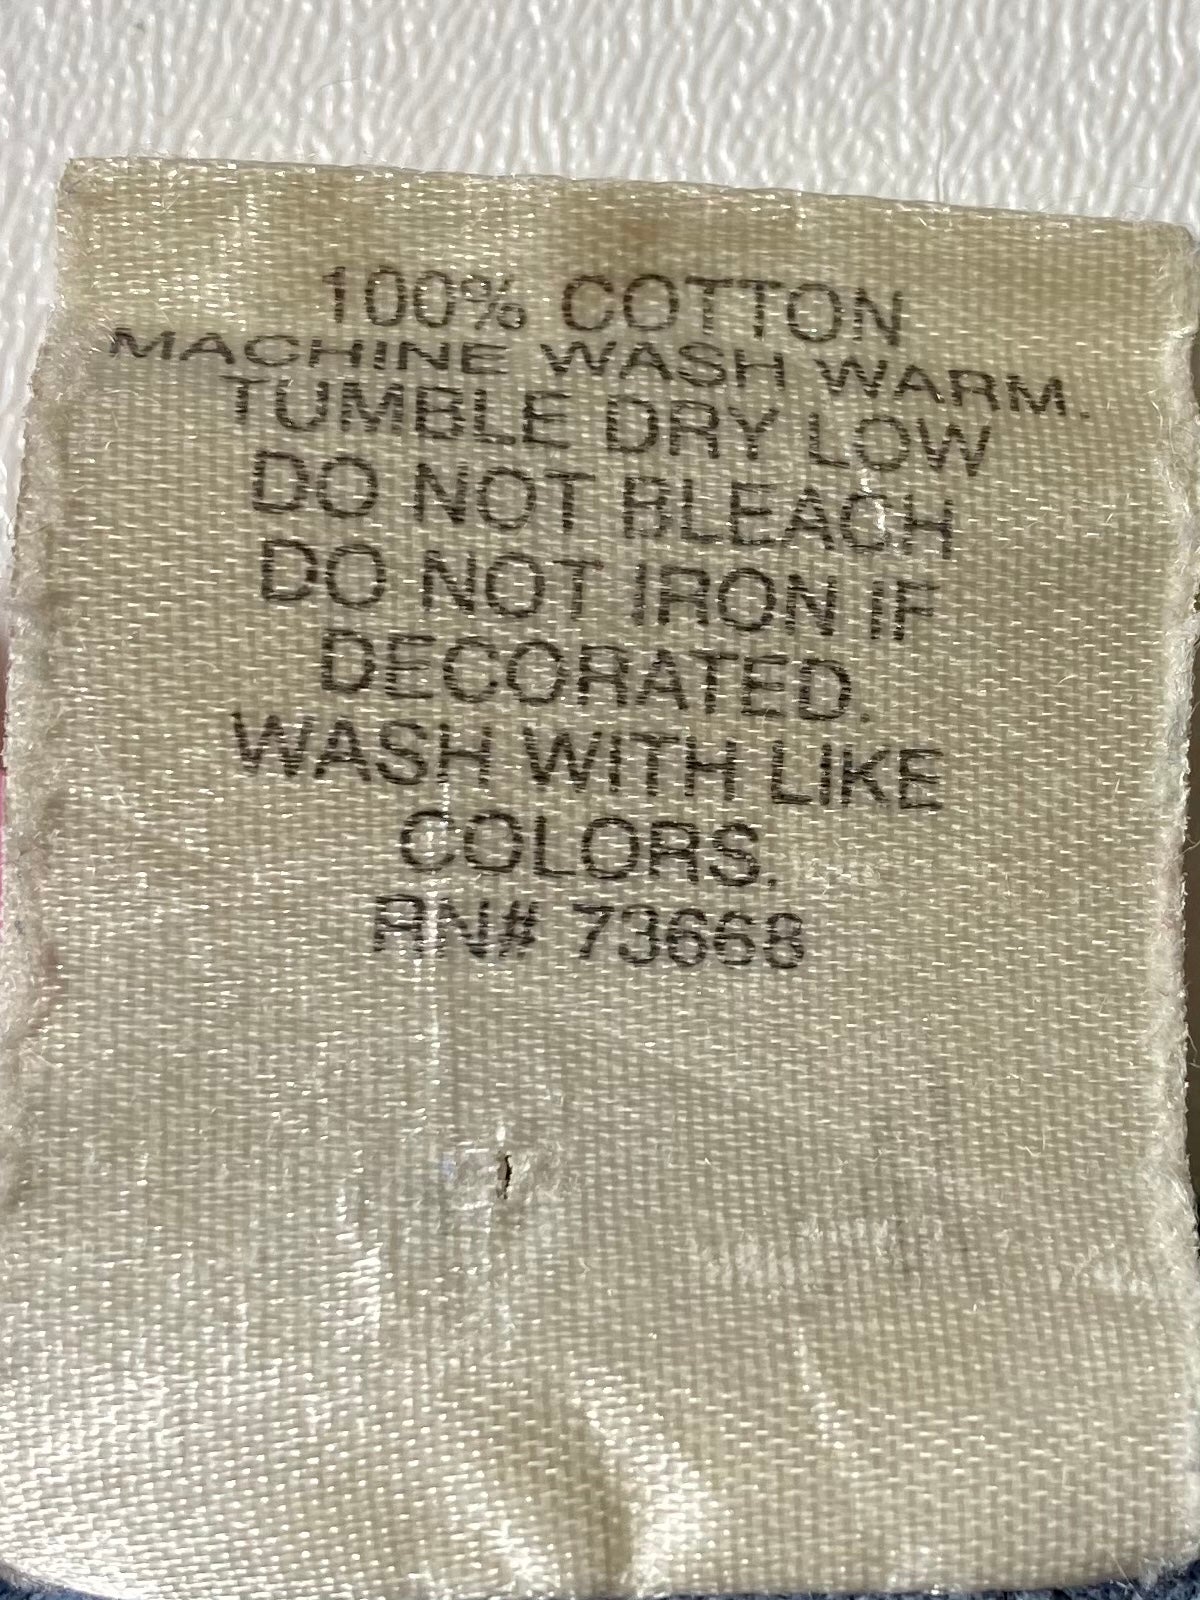 100% COTTON
MACHINE WASH WARM.
TUMBLE DRY LOW
DO NOT BLEACH
DO NOT IRON IF
DECORATED.
WASH WITH LIKE
COLORS.
RN# 73668